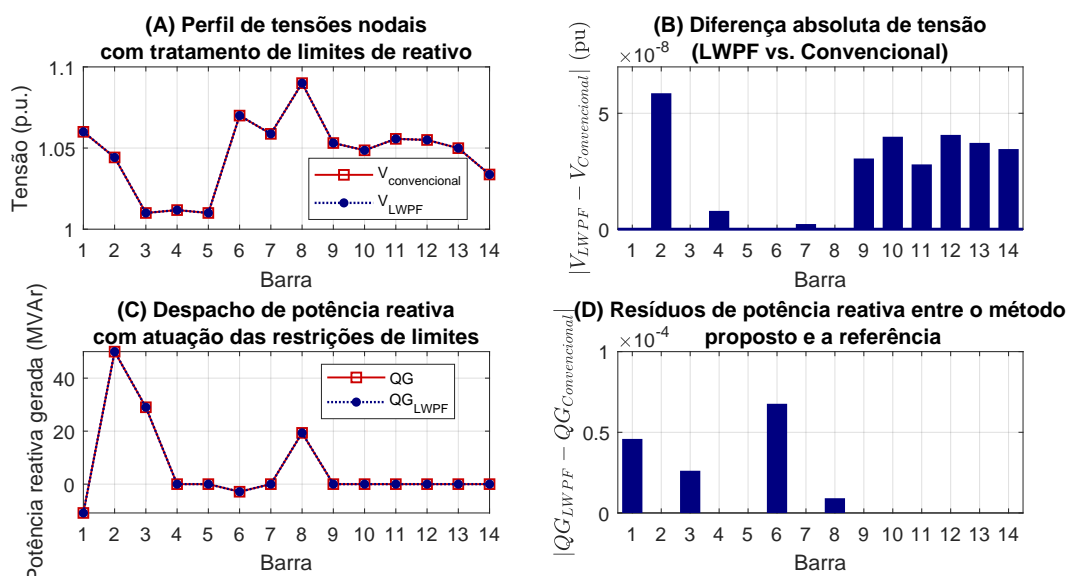 (A) Perfil de tensões nodais
com tratamento de limites de reativo
Tensão (p.u.)
1.1
1.05
1
V_convencional
V_LWPF
1 2 3 4 5 6 7 8 9 10 11 12 13 14
Barra
(B) Diferença absoluta de tensão
(LWPF vs. Convencional)
|V_LWPF − V_Convencional| (pu)
×10^-8
5
0
1 2 3 4 5 6 7 8 9 10 11 12 13 14
Barra
(C) Despacho de potência reativa
com atuação das restrições de limites
Potência reativa gerada (MVAr)
40
20
0
QG
QG_LWPF
1 2 3 4 5 6 7 8 9 10 11 12 13 14
Barra
(D) Resíduos de potência reativa entre o método
proposto e a referência
|QG_LWPF − QG_Convencional|
×10^-4
1
0.5
0
1 2 3 4 5 6 7 8 9 10 11 12 13 14
Barra